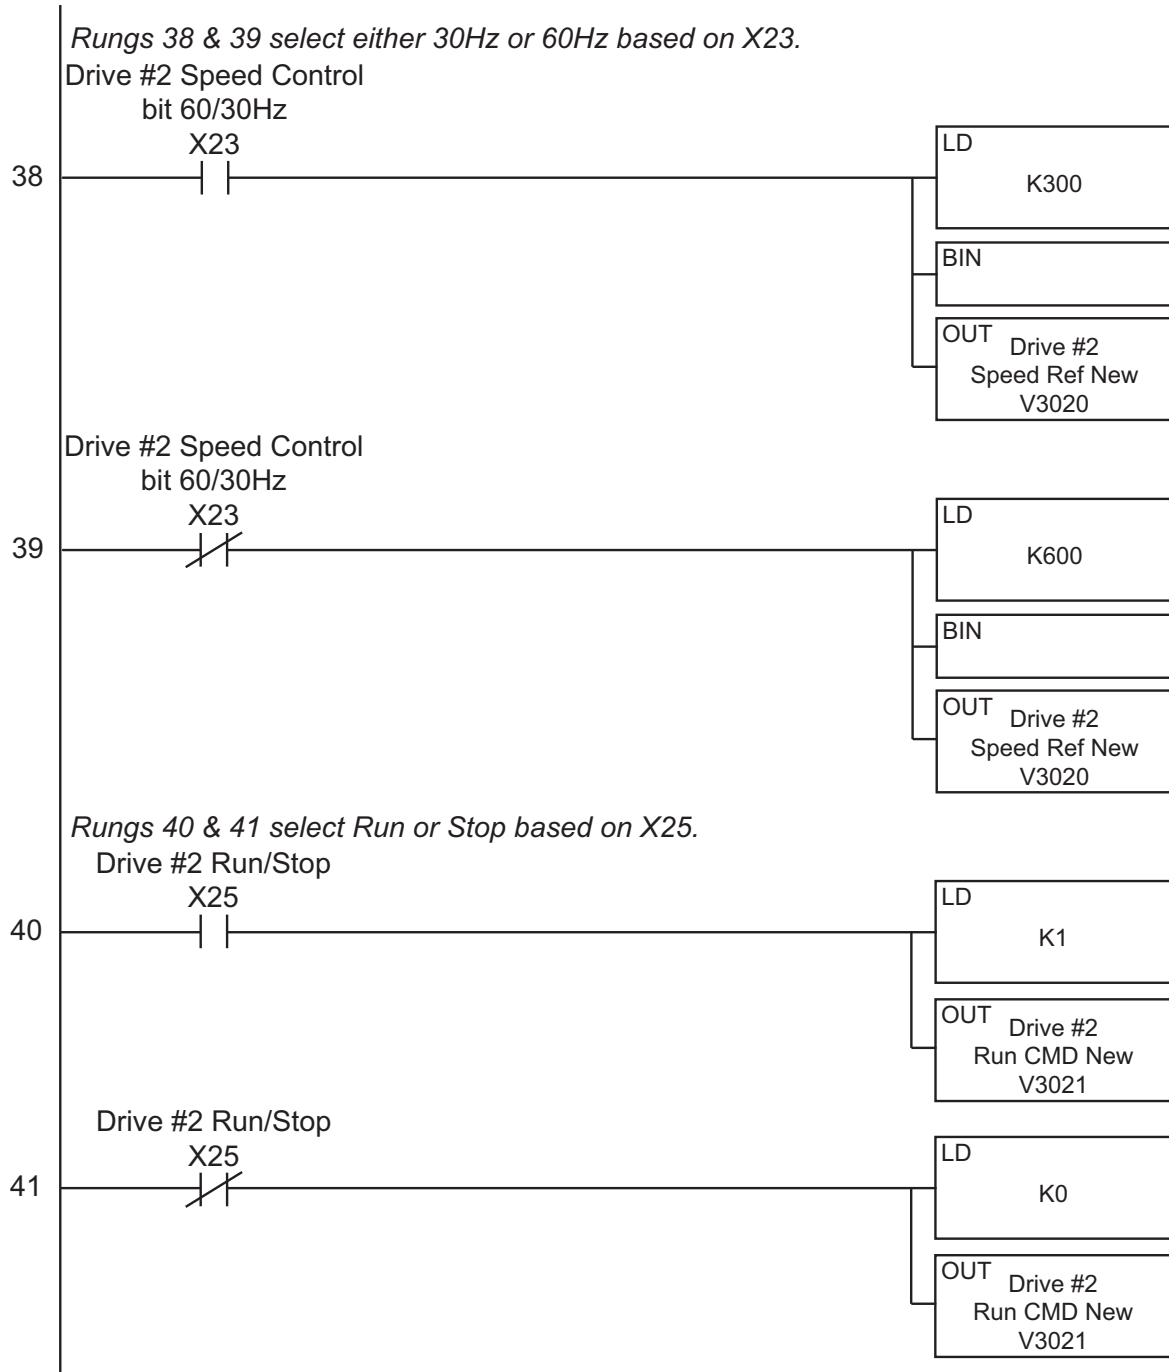 Rungs 38 & 39 select either 30Hz or 60Hz based on X23.
Drive #2 Speed Control
bit 60/30Hz
X23
38
LD
K300
BIN
OUT
Drive #2
Speed Ref New
V3020
Drive #2 Speed Control
bit 60/30Hz
X23
39
LD
K600
BIN
OUT
Drive #2
Speed Ref New
V3020
Rungs 40 & 41 select Run or Stop based on X25.
Drive #2 Run/Stop
X25
40
LD
K1
OUT
Drive #2
Run CMD New
V3021
Drive #2 Run/Stop
X25
41
LD
K0
OUT
Drive #2
Run CMD New
V3021